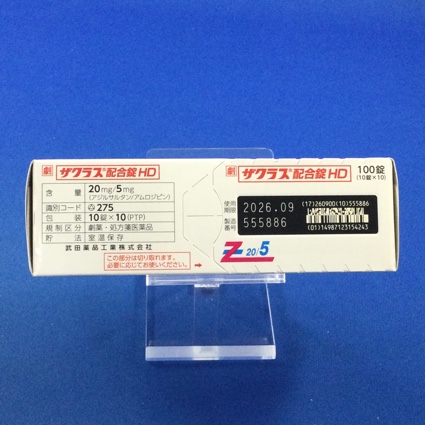 劇 ザクラス®配合錠HD
含量 20mg/5mg
(アジルサルタン/アムロジピン)
識別コード 275
包装 10錠×10(PTP)
規制区分 劇薬・処方箋医薬品
貯法 室温保存
武田薬品工業株式会社
この部分は切り取れます。
必要に応じてお使いください。
劇 ザクラス®配合錠HD 100錠
(10錠×10)
使用期限 2026.09
製造番号 555886
(17)260900(10)555886
(01)14987123154243
Z 20/5